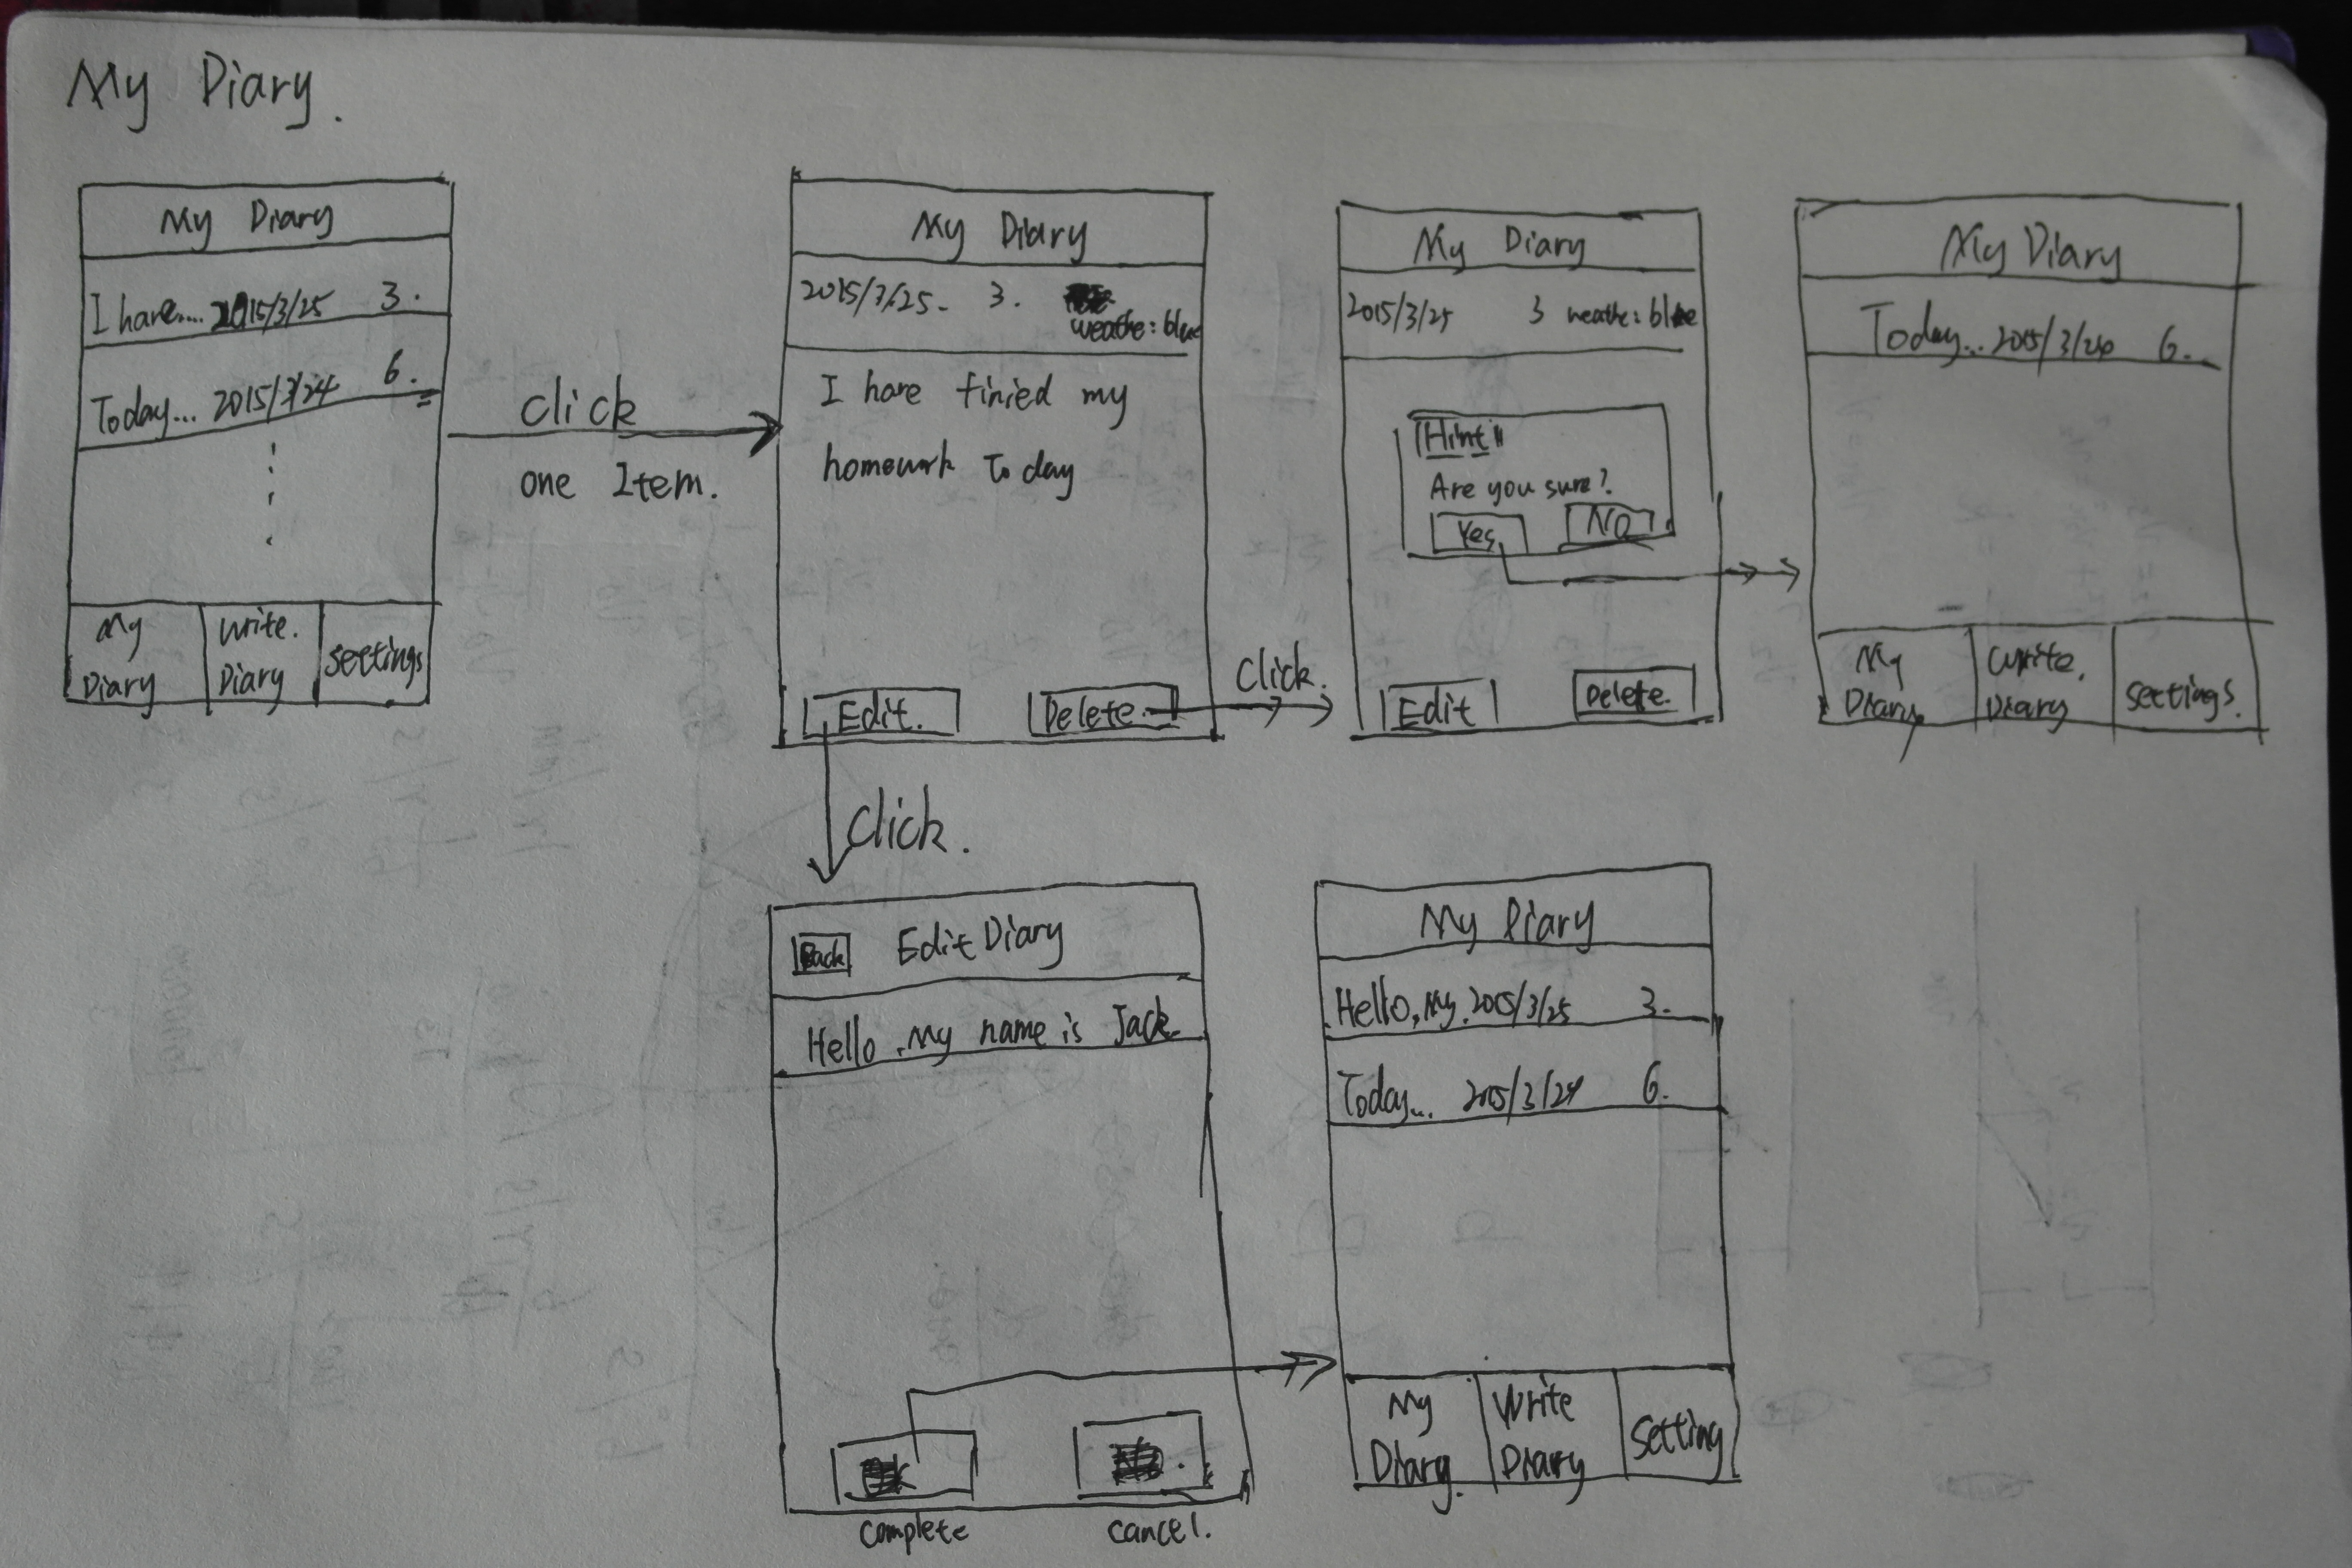 My Diary.
My Diary
I have.... 2015/3/25 3.
Today... 2015/3/24 6.
My Diary
Write. Diary
Settings
Click
one Item.
My Diary
2015/3/25- 3.
weathe: blue
I have finied my
homework Today
Edit.
Delete.
Click.
My Diary
2015/3/25 3 weathe: blue
"Hint"
Are you sure?
Yes
NO
Edit
Delete.
My Diary
Today... 2015/3/24 6.
My Diary
Write. Diary
Settings.
Click.
Back
Edit Diary
Hello, My name is Jack.
complete
cancel.
My Diary
Hello, My. 2015/3/25 3.
Today... 2015/3/24 6.
My Diary.
Write Diary
Setting